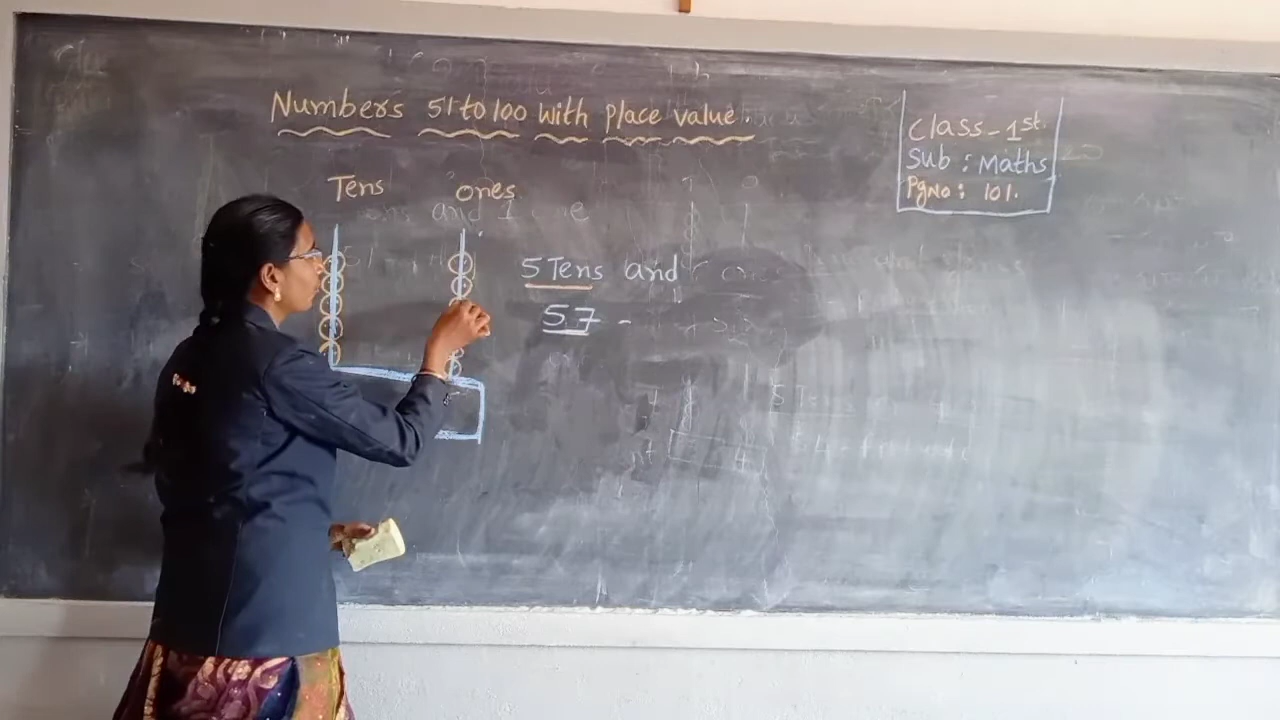 Numbers 51 to 100 with place value.
Class - 1st.
Sub : Maths
Pg No : 101.
Tens ones
5 Tens and
57 -